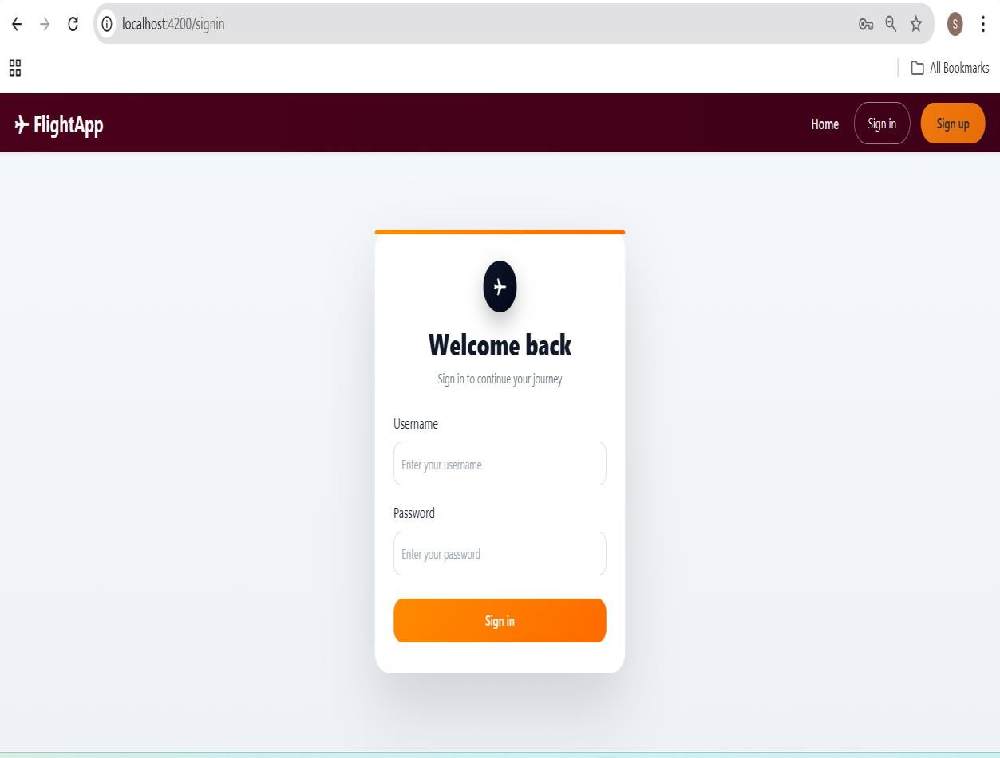 localhost:4200/signin
S
All Bookmarks
FlightApp
Home
Sign in
Sign up
Welcome back
Sign in to continue your journey
Username
Enter your username
Password
Enter your password
Sign in